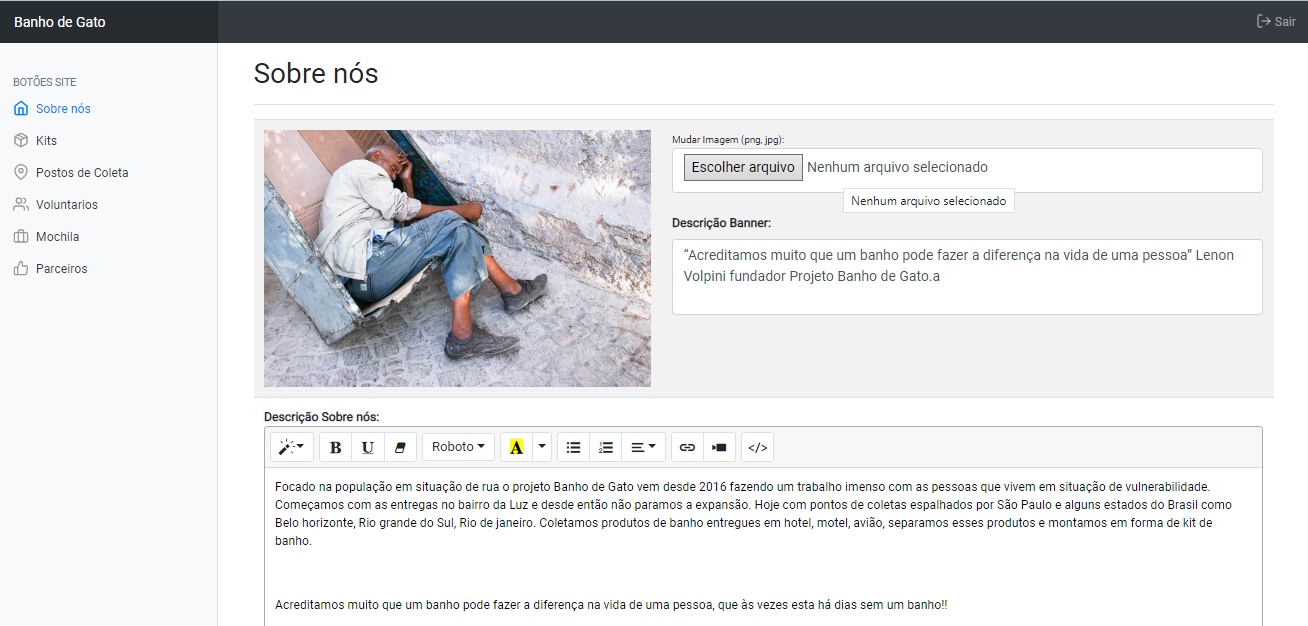 Banho de Gato
Sair
BOTÕES SITE
Sobre nós
Kits
Postos de Coleta
Voluntarios
Mochila
Parceiros
Sobre nós
Mudar Imagem (png, jpg):
Escolher arquivo Nenhum arquivo selecionado
Nenhum arquivo selecionado
Descrição Banner:
“Acreditamos muito que um banho pode fazer a diferença na vida de uma pessoa” Lenon
Volpini fundador Projeto Banho de Gato.a
Descrição Sobre nós:
B U Roboto A </>
Focado na população em situação de rua o projeto Banho de Gato vem desde 2016 fazendo um trabalho imenso com as pessoas que vivem em situação de vulnerabilidade.
Começamos com as entregas no bairro da Luz e desde então não paramos a expansão. Hoje com pontos de coletas espalhados por São Paulo e alguns estados do Brasil como
Belo horizonte, Rio grande do Sul, Rio de janeiro. Coletamos produtos de banho entregues em hotel, motel, avião, separamos esses produtos e montamos em forma de kit de
banho.
Acreditamos muito que um banho pode fazer a diferença na vida de uma pessoa, que às vezes esta há dias sem um banho!!